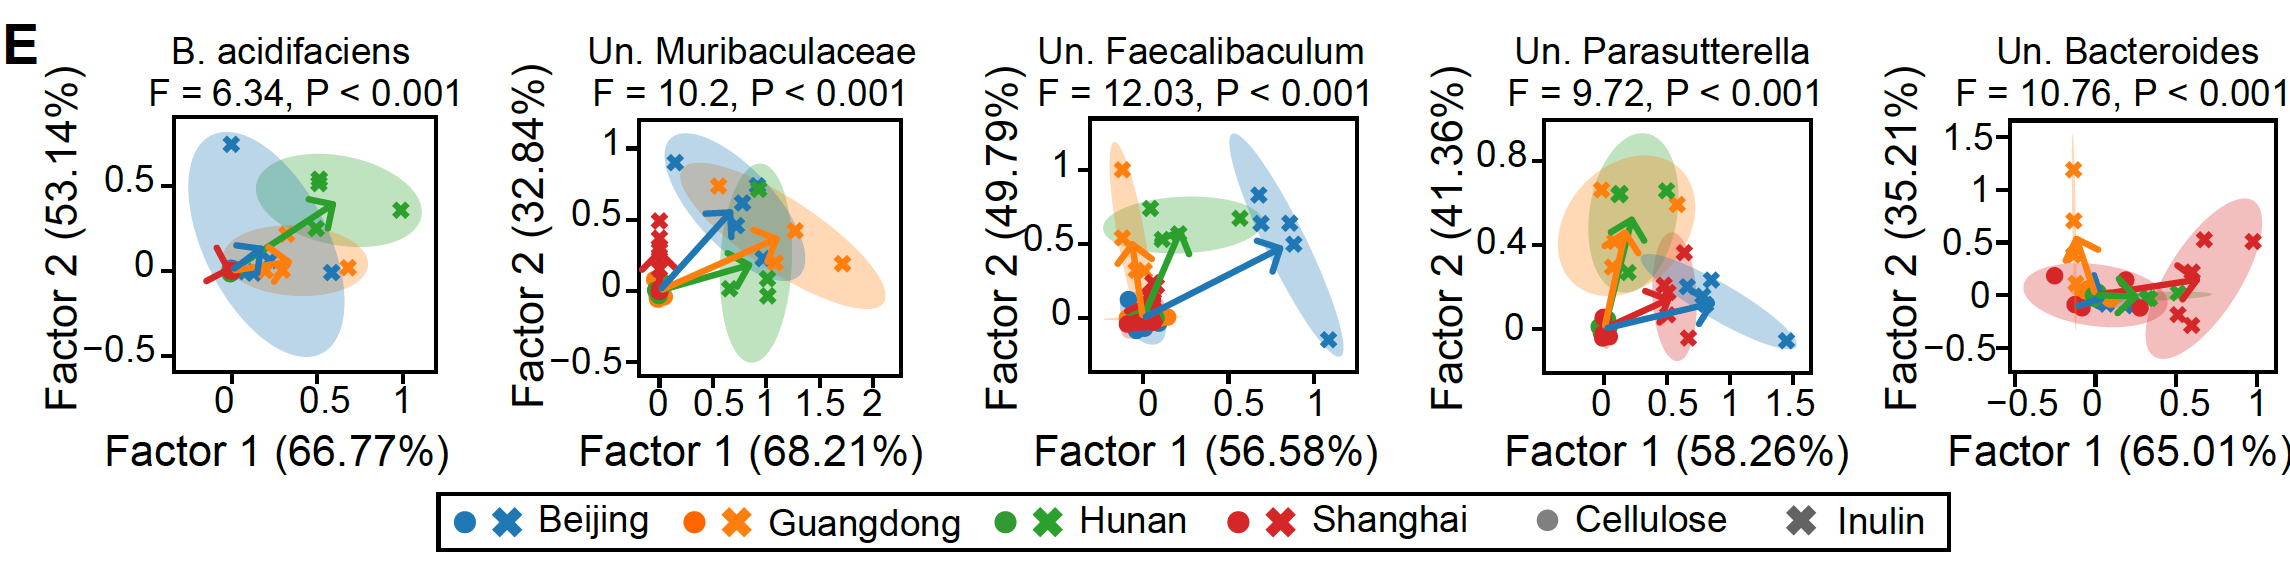 E
B. acidifaciens
F = 6.34, P < 0.001
Factor 2 (53.14%)
0.5
0
−0.5
0 0.5 1
Factor 1 (66.77%)
Un. Muribaculaceae
F = 10.2, P < 0.001
Factor 2 (32.84%)
1
0.5
0
−0.5
0 0.5 1 1.5 2
Factor 1 (68.21%)
Un. Faecalibaculum
F = 12.03, P < 0.001
Factor 2 (49.79%)
1
0.5
0
0 0.5 1
Factor 1 (56.58%)
Un. Parasutterella
F = 9.72, P < 0.001
Factor 2 (41.36%)
0.8
0.4
0
0 0.5 1 1.5
Factor 1 (58.26%)
Un. Bacteroides
F = 10.76, P < 0.001
Factor 2 (35.21%)
1.5
1
0.5
0
−0.5
−0.5 0 0.5 1
Factor 1 (65.01%)
Beijing Guangdong Hunan Shanghai Cellulose Inulin